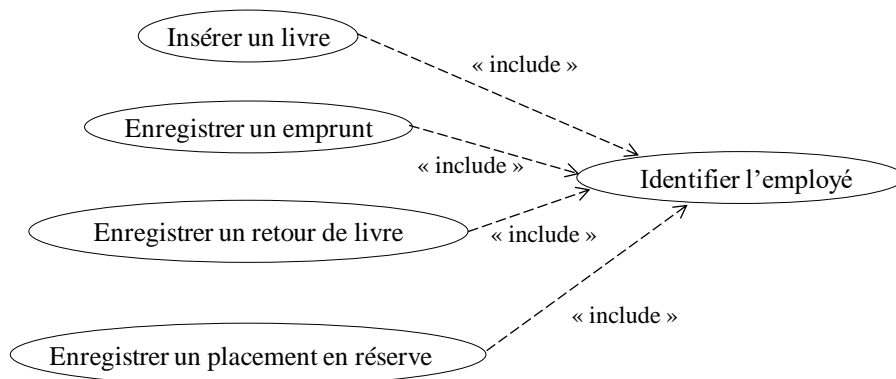 Insérer un livre
« include »
Enregistrer un emprunt
« include »
Identifier l’employé
Enregistrer un retour de livre
« include »
« include »
Enregistrer un placement en réserve